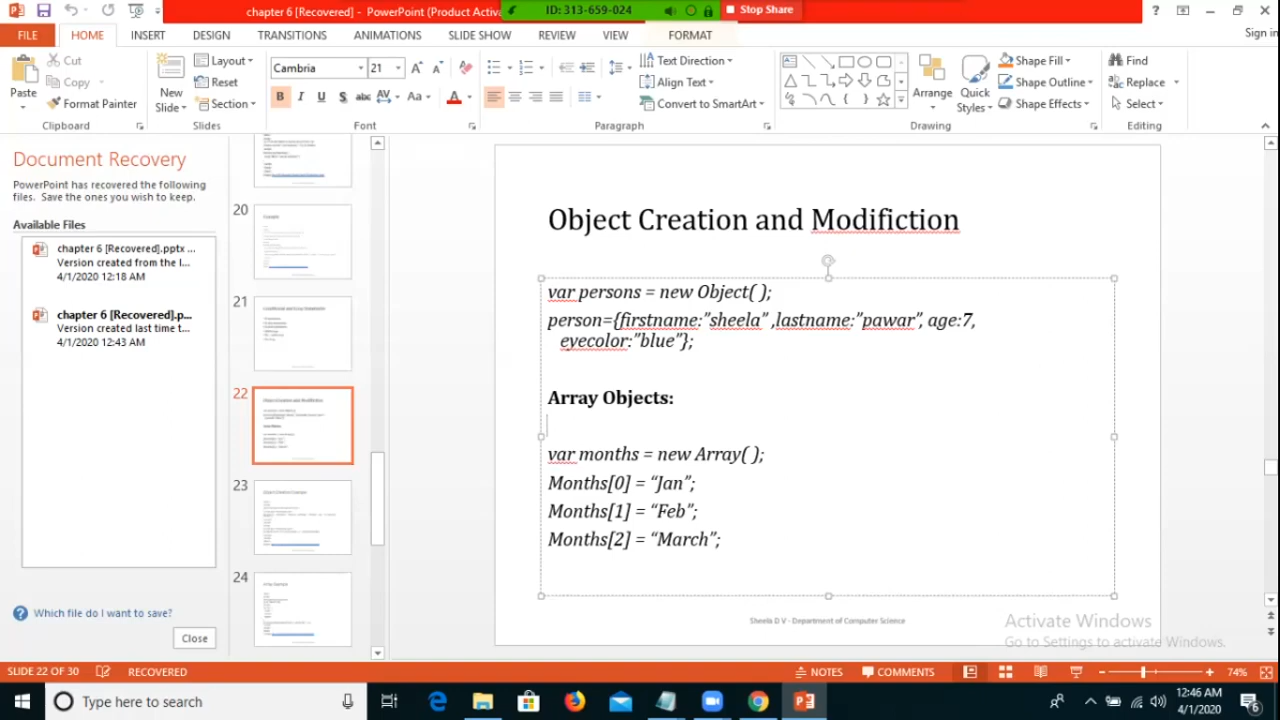 chapter 6 [Recovered] - PowerPoint (Product Activa
ID: 313-659-024
Stop Share
Sign in
FILE HOME INSERT DESIGN TRANSITIONS ANIMATIONS SLIDE SHOW REVIEW VIEW FORMAT
Paste
Cut
Copy
Format Painter
Clipboard
New Slide
Layout
Reset
Section
Slides
Cambria 21
B I U S abc AV Aa A
Font
Text Direction
Align Text
Convert to SmartArt
Paragraph
Arrange
Quick Styles
Shape Fill
Shape Outline
Shape Effects
Drawing
Find
Replace
Select
Editing
Document Recovery
PowerPoint has recovered the following
files. Save the ones you wish to keep.
Available Files
chapter 6 [Recovered].pptx ...
Version created from the l...
4/1/2020 12:18 AM
chapter 6 [Recovered].p...
Version created last time t...
4/1/2020 12:43 AM
Which file do I want to save?
Close
20
21
22
23
24
Object Creation and Modifiction
var persons = new Object( );
person={firstname:"sheela" ,lastname:"pawar", age:7,
eyecolor:"blue"};
Array Objects:
var months = new Array( );
Months[0] = “Jan”;
Months[1] = “Feb”;
Months[2] = “March”;
Sheela D V - Department of Computer Science
Activate Windows
Go to Settings to activate Windows.
SLIDE 22 OF 30 RECOVERED NOTES COMMENTS 74%
Type here to search
12:46 AM
4/1/2020
6